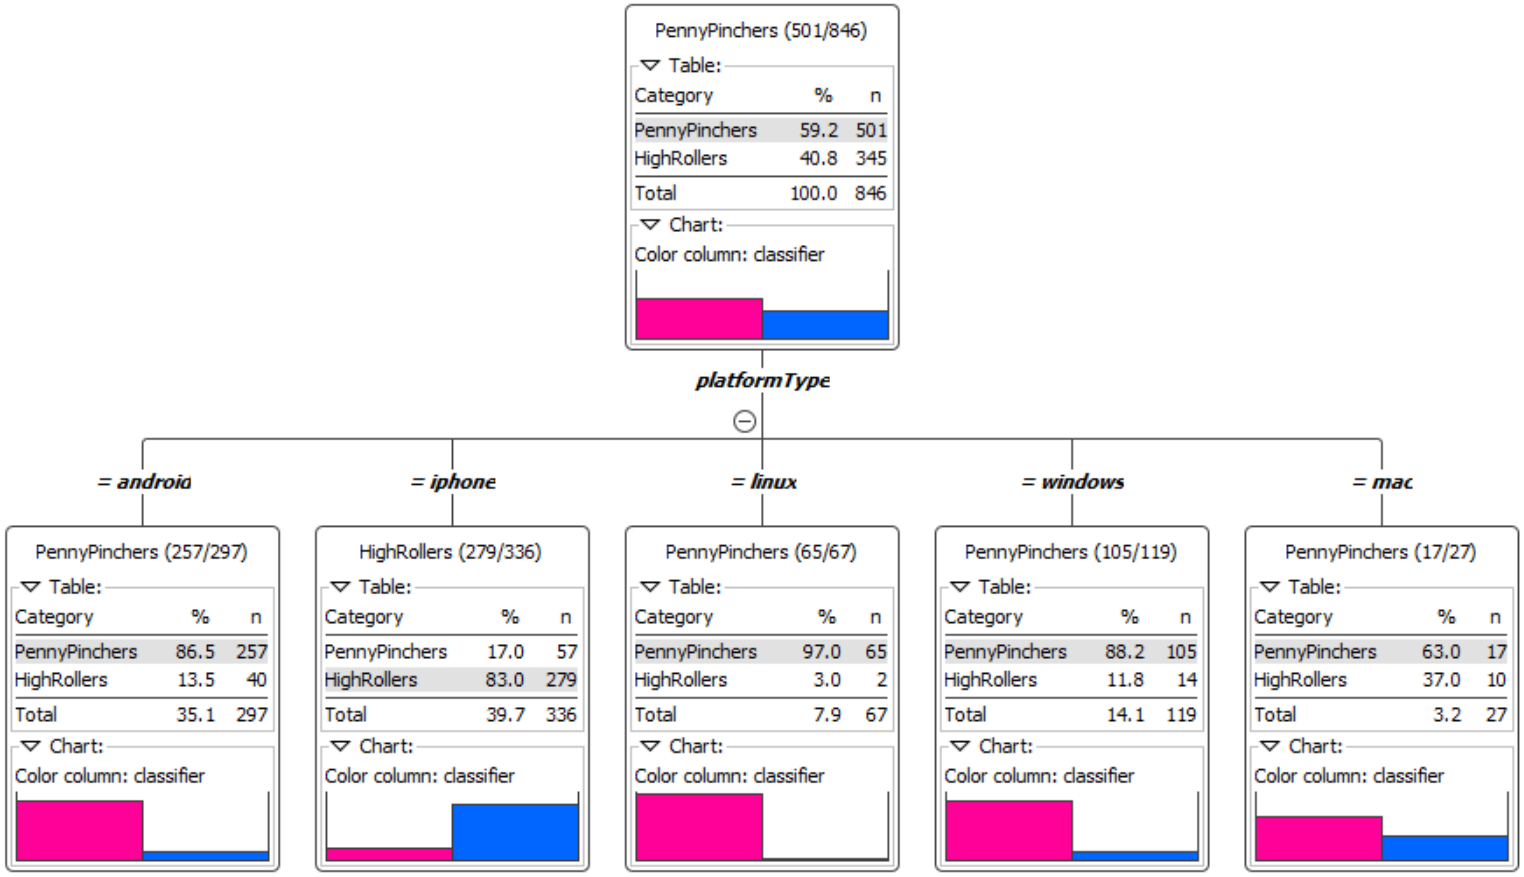 PennyPinchers (501/846)
Table:
Category % n
PennyPinchers 59.2 501
HighRollers 40.8 345
Total 100.0 846
Chart:
Color column: classifier
platformType
= android
= iphone
= linux
= windows
= mac
PennyPinchers (257/297)
Table:
Category % n
PennyPinchers 86.5 257
HighRollers 13.5 40
Total 35.1 297
Chart:
Color column: classifier
HighRollers (279/336)
Table:
Category % n
PennyPinchers 17.0 57
HighRollers 83.0 279
Total 39.7 336
Chart:
Color column: classifier
PennyPinchers (65/67)
Table:
Category % n
PennyPinchers 97.0 65
HighRollers 3.0 2
Total 7.9 67
Chart:
Color column: classifier
PennyPinchers (105/119)
Table:
Category % n
PennyPinchers 88.2 105
HighRollers 11.8 14
Total 14.1 119
Chart:
Color column: classifier
PennyPinchers (17/27)
Table:
Category % n
PennyPinchers 63.0 17
HighRollers 37.0 10
Total 3.2 27
Chart:
Color column: classifier